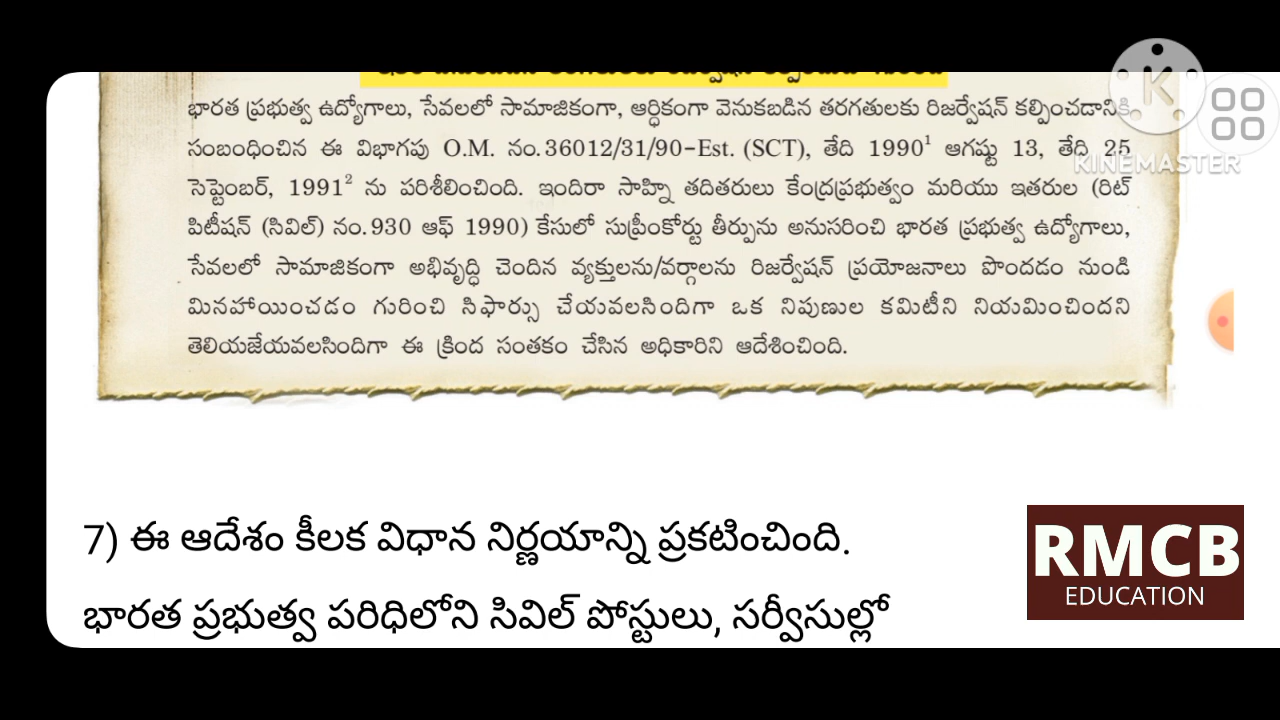 భారత ప్రభుత్వ ఉద్యోగాలు, సేవలలో సామాజికంగా, ఆర్థికంగా వెనుకబడిన తరగతులకు రిజర్వేషన్ కల్పించడానికి
సంబంధించిన ఈ విభాగపు O.M. నం.36012/31/90-Est. (SCT), తేది 1990¹ ఆగష్టు 13, తేది 25
సెప్టెంబర్, 1991² ను పరిశీలించింది. ఇందిరా సాహ్ని తదితరులు కేంద్రప్రభుత్వం మరియు ఇతరుల (రిట్
పిటీషన్ (సివిల్) నం.930 ఆఫ్ 1990) కేసులో సుప్రీంకోర్టు తీర్పును అనుసరించి భారత ప్రభుత్వ ఉద్యోగాలు,
సేవలలో సామాజికంగా అభివృద్ధి చెందిన వ్యక్తులను/వర్గాలను రిజర్వేషన్ ప్రయోజనాలు పొందడం నుండి
మినహాయించడం గురించి సిఫార్సు చేయవలసిందిగా ఒక నిపుణుల కమిటీని నియమించిందని
తెలియజేయవలసిందిగా ఈ క్రింద సంతకం చేసిన అధికారిని ఆదేశించింది.
KINEMASTER
7) ఈ ఆదేశం కీలక విధాన నిర్ణయాన్ని ప్రకటించింది.
భారత ప్రభుత్వ పరిధిలోని సివిల్ పోస్టులు, సర్వీసుల్లో
RMCB
EDUCATION